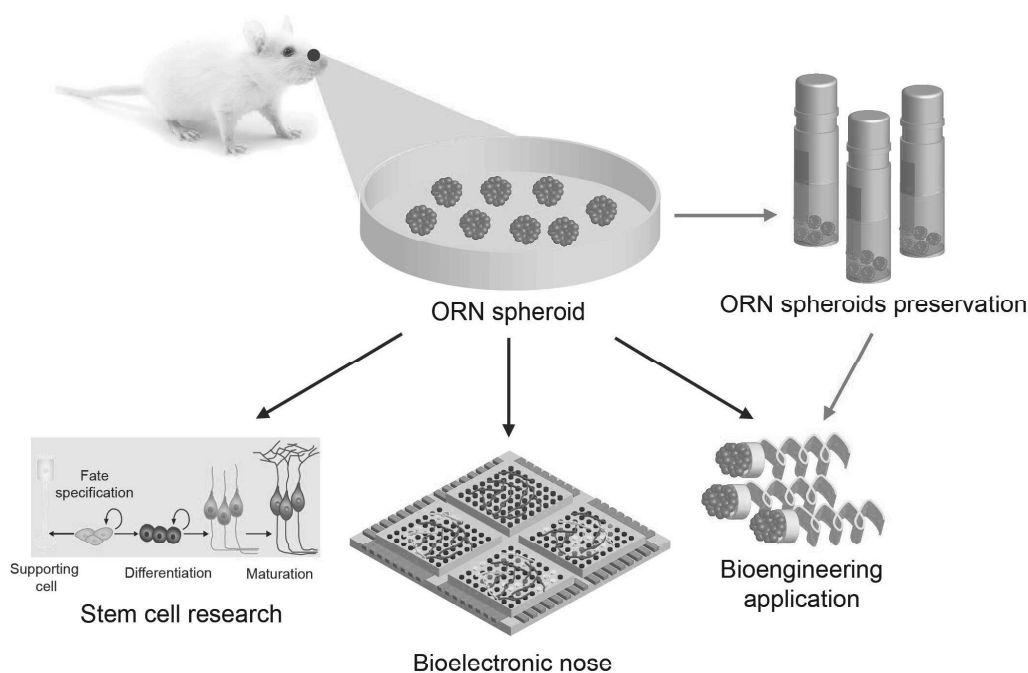 ORN spheroid
ORN spheroids preservation
Fate
specification
Supporting
cell
Differentiation
Maturation
Stem cell research
Bioelectronic nose
Bioengineering
application